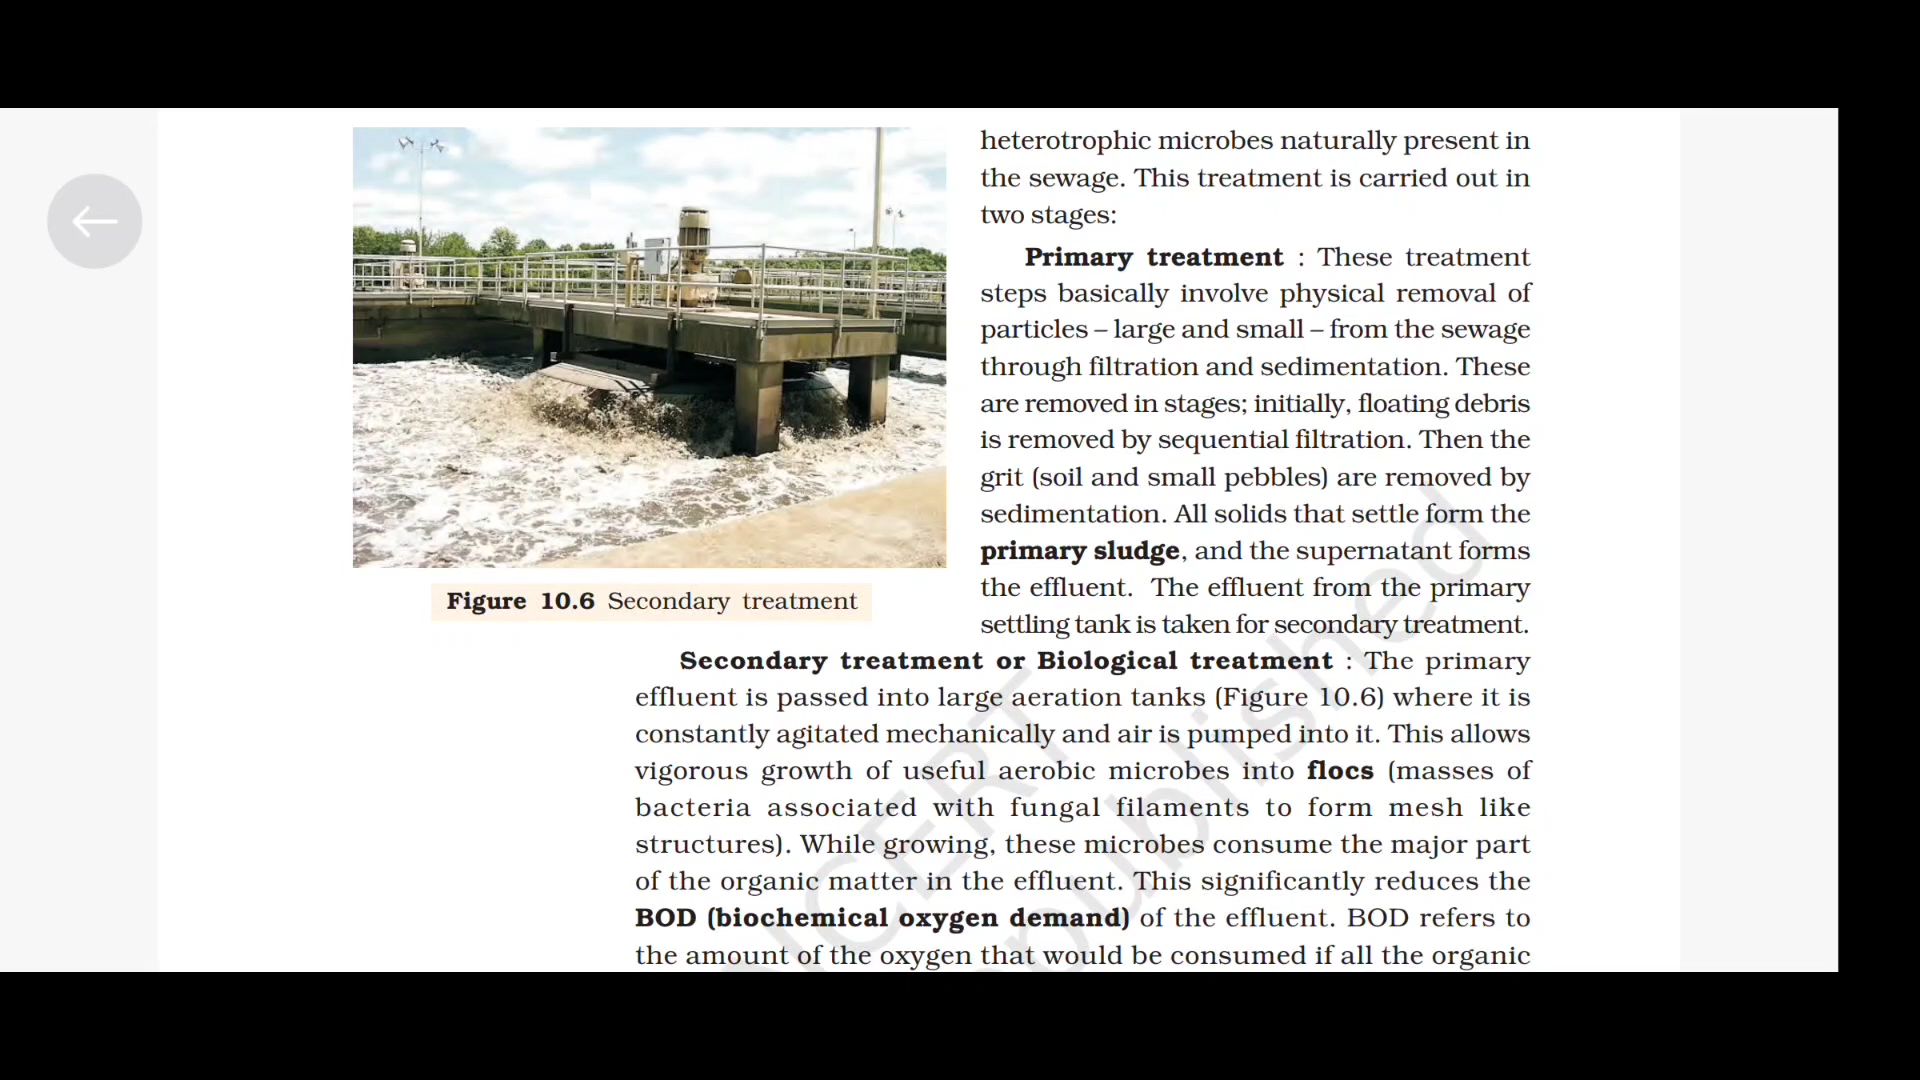 heterotrophic microbes naturally present in
the sewage. This treatment is carried out in
two stages:
Primary treatment : These treatment
steps basically involve physical removal of
particles – large and small – from the sewage
through filtration and sedimentation. These
are removed in stages; initially, floating debris
is removed by sequential filtration. Then the
grit (soil and small pebbles) are removed by
sedimentation. All solids that settle form the
primary sludge, and the supernatant forms
the effluent. The effluent from the primary
settling tank is taken for secondary treatment.
Figure 10.6 Secondary treatment
Secondary treatment or Biological treatment : The primary
effluent is passed into large aeration tanks (Figure 10.6) where it is
constantly agitated mechanically and air is pumped into it. This allows
vigorous growth of useful aerobic microbes into flocs (masses of
bacteria associated with fungal filaments to form mesh like
structures). While growing, these microbes consume the major part
of the organic matter in the effluent. This significantly reduces the
BOD (biochemical oxygen demand) of the effluent. BOD refers to
the amount of the oxygen that would be consumed if all the organic
NCERT
published